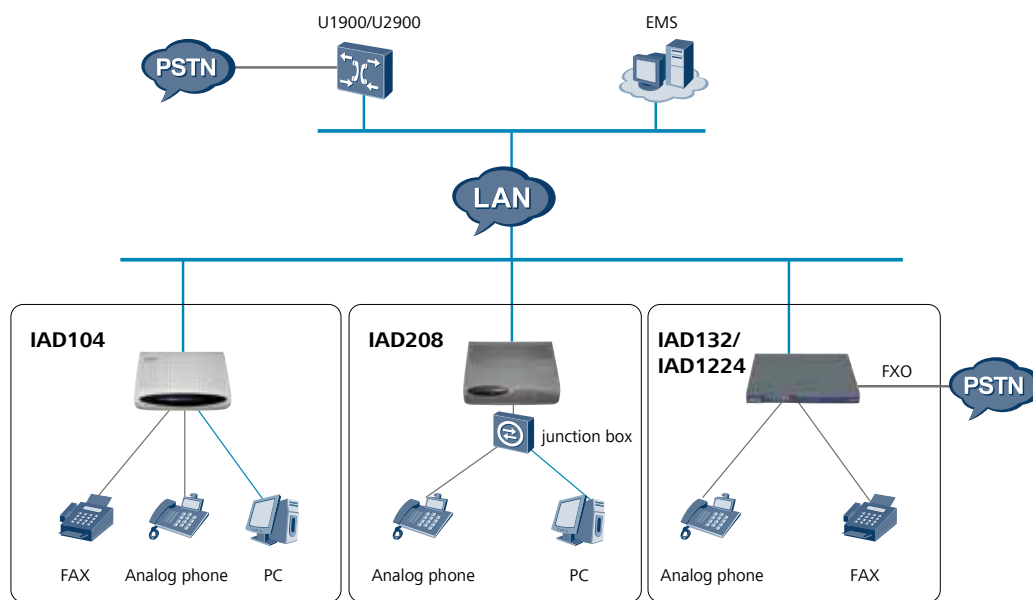 U1900/U2900
EMS
PSTN
LAN
IAD104
IAD208
IAD132/
IAD1224
FXO
PSTN
junction box
FAX
Analog phone
PC
Analog phone
PC
Analog phone
FAX